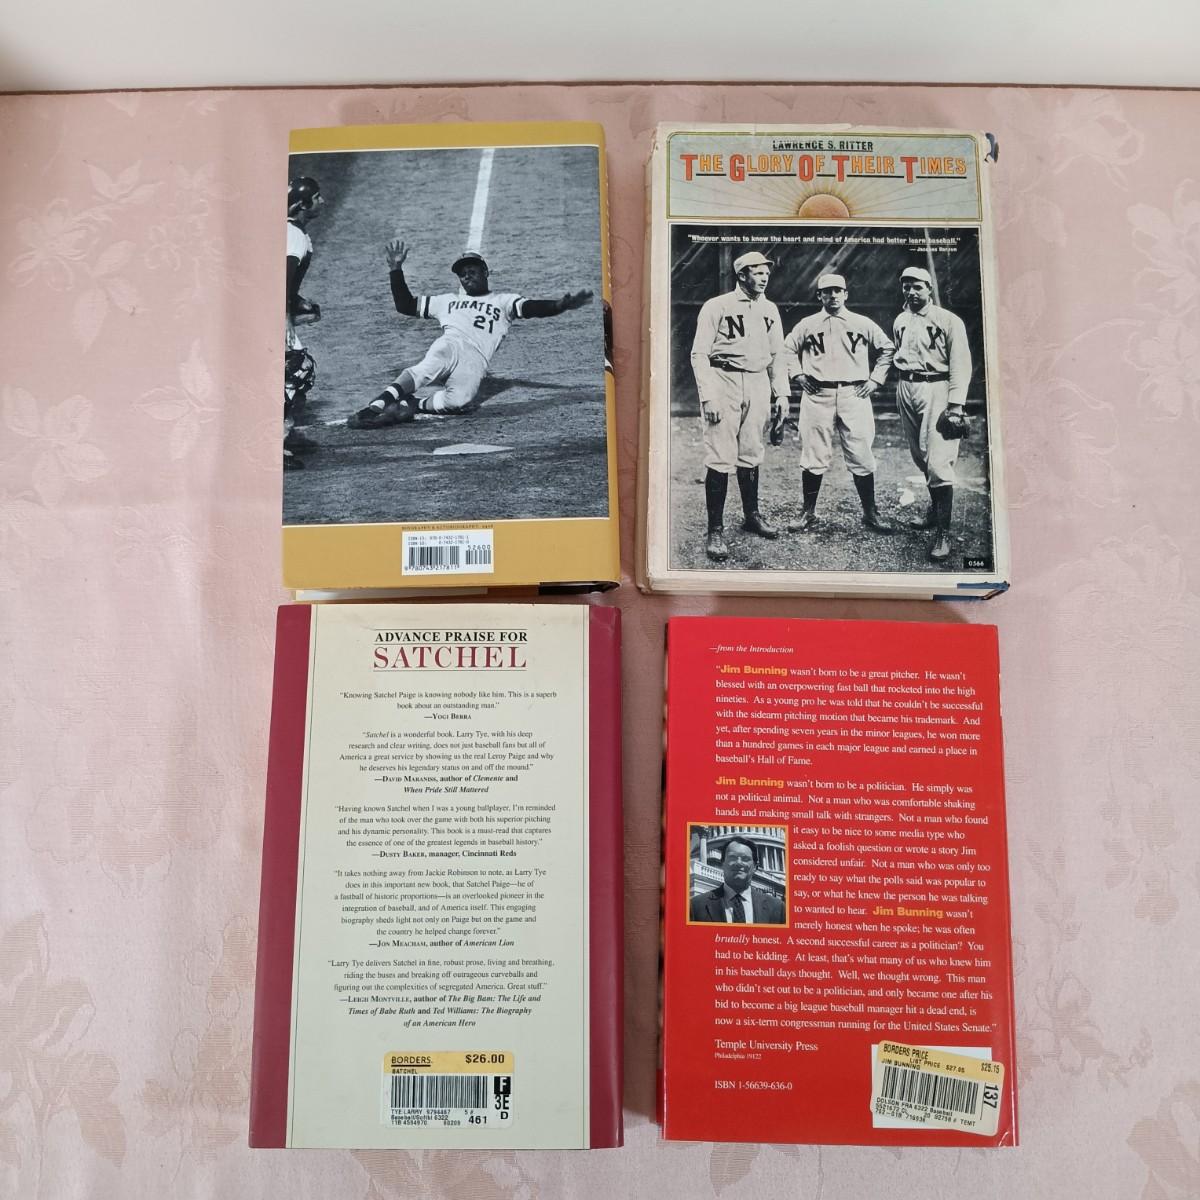 PIRATES
21
BIOGRAPHY & AUTOBIOGRAPHY
52600
9 780743 217811
LAWRENCE S. RITTER
THE GLORY OF THEIR TIMES
"Whoever wants to know the heart and mind of America had better learn baseball."
— Jacques Barzun
N Y
N Y
Y
0566
ADVANCE PRAISE FOR
SATCHEL
"Knowing Satchel Paige is knowing nobody like him. This is a superb
book about an outstanding man."
—YOGI BERRA
"Satchel is a wonderful book. Larry Tye, with his deep
research and clear writing, does not just baseball fans but all of
America a great service by showing us the real Leroy Paige and why
he deserves his legendary status on and off the mound."
—DAVID MARANISS, author of Clemente and
When Pride Still Mattered
"Having known Satchel when I was a young ballplayer, I'm reminded
of the man who took over the game with both his superior pitching
and his dynamic personality. This book is a must-read that captures
the essence of one of the greatest legends in baseball history."
—DUSTY BAKER, manager, Cincinnati Reds
"It takes nothing away from Jackie Robinson to note, as Larry Tye
does in this important new book, that Satchel Paige—he of
a fastball of historic proportions—is an overlooked pioneer in the
integration of baseball, and of America itself. This engaging
biography sheds light not only on Paige but on the game and
the country he helped change forever."
—JON MEACHAM, author of American Lion
"Larry Tye delivers Satchel in fine, robust prose, living and breathing,
riding the buses and breaking off outrageous curveballs and
figuring out the complexities of segregated America. Great stuff."
—LEIGH MONTVILLE, author of The Big Bam: The Life and
Times of Babe Ruth and Ted Williams: The Biography
of an American Hero
BORDERS. $26.00
SATCHEL
F
3E
D
TYE LARRY 9794467 5 #
Baseball/Softbl 6322
11B 4594970 60209 461
—from the Introduction
"Jim Bunning wasn't born to be a great pitcher. He wasn't
blessed with an overpowering fast ball that rocketed into the high
nineties. As a young pro he was told that he couldn't be successful
with the sidearm pitching motion that became his trademark. And
yet, after spending seven years in the minor leagues, he won more
than a hundred games in each major league and earned a place in
baseball's Hall of Fame.
Jim Bunning wasn't born to be a politician. He simply was
not a political animal. Not a man who was comfortable shaking
hands and making small talk with strangers. Not a man who found
it easy to be nice to some media type who
asked a foolish question or wrote a story Jim
considered unfair. Not a man who was only too
ready to say what the polls said was popular to
say, or what he knew the person he was talking
to wanted to hear. Jim Bunning wasn't
merely honest when he spoke; he was often
brutally honest. A second successful career as a politician? You
had to be kidding. At least, that's what many of us who knew him
in his baseball days thought. Well, we thought wrong. This man
who didn't set out to be a politician, and only became one after his
bid to become a big league baseball manager hit a dead end, is
now a six-term congressman running for the United States Senate."
Temple University Press
Philadelphia 19122
ISBN 1-56639-636-0
BORDERS PRICE $25.15
LIST PRICE $27.95
JIM BUNNING
137
DOLSON FRA 6322 Baseball